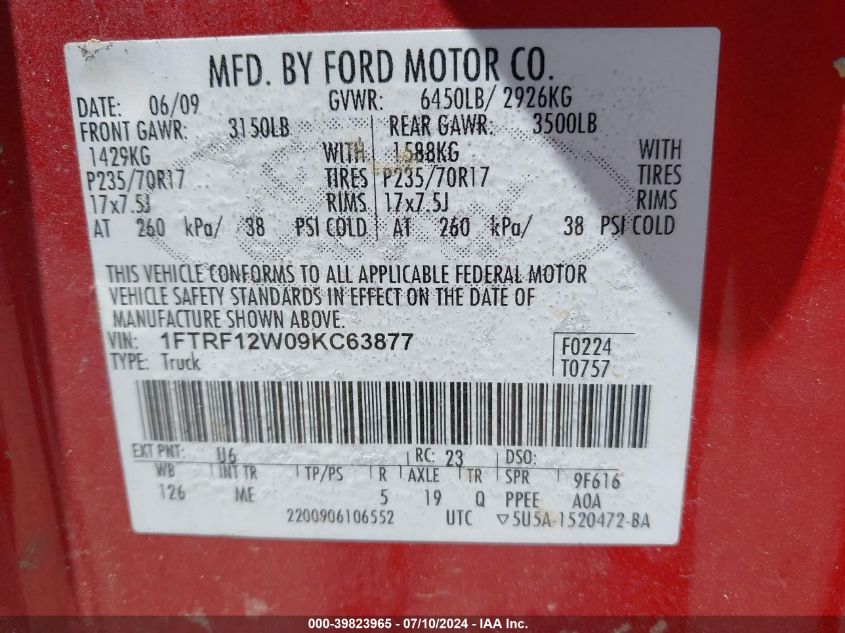 MFD. BY FORD MOTOR CO.
DATE: 06/09 GVWR: 6450LB/ 2926KG
FRONT GAWR: 3150LB REAR GAWR: 3500LB
1429KG WITH 1588KG WITH
P235/70R17 TIRES P235/70R17 TIRES
17x7.5J RIMS 17x7.5J RIMS
AT 260 kPa/ 38 PSI COLD AT 260 kPa/ 38 PSI COLD
THIS VEHICLE CONFORMS TO ALL APPLICABLE FEDERAL MOTOR
VEHICLE SAFETY STANDARDS IN EFFECT ON THE DATE OF
MANUFACTURE SHOWN ABOVE.
VIN: 1FTRF12W09KC63877 F0224
TYPE: Truck T0757
EXT PNT: U6 RC: 23 DSO:
WB INT TR TP/PS R AXLE TR SPR 9F616
126 ME 5 19 Q PPEE A0A
2200906106552 UTC ▽5U5A-1520472-BA
000-39823965 - 07/10/2024 - IAA Inc.